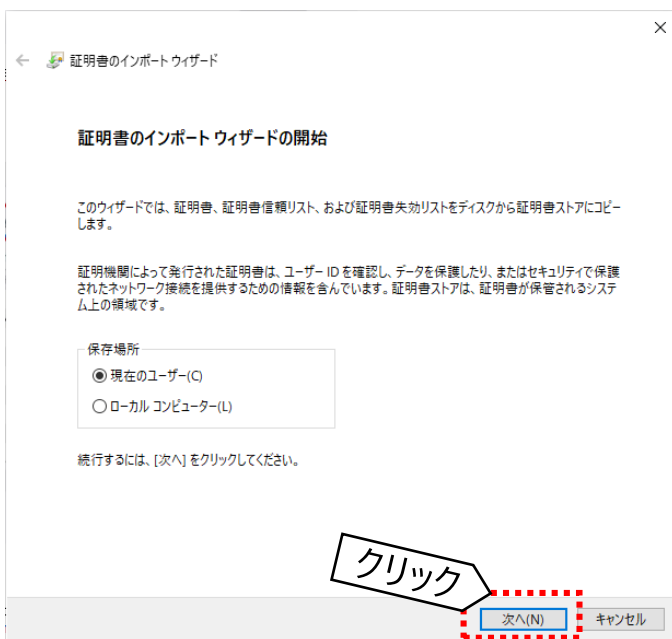 証明書のインポート ウィザード
証明書のインポート ウィザードの開始
このウィザードでは、証明書、証明書信頼リスト、および証明書失効リストをディスクから証明書ストアにコピー
します。
証明機関によって発行された証明書は、ユーザー ID を確認し、データを保護したり、またはセキュリティで保護
されたネットワーク接続を提供するための情報を含んでいます。証明書ストアは、証明書が保管されるシステ
ム上の領域です。
保存場所
現在のユーザー(C)
ローカル コンピューター(L)
続行するには、[次へ] をクリックしてください。
クリック
次へ(N)
キャンセル